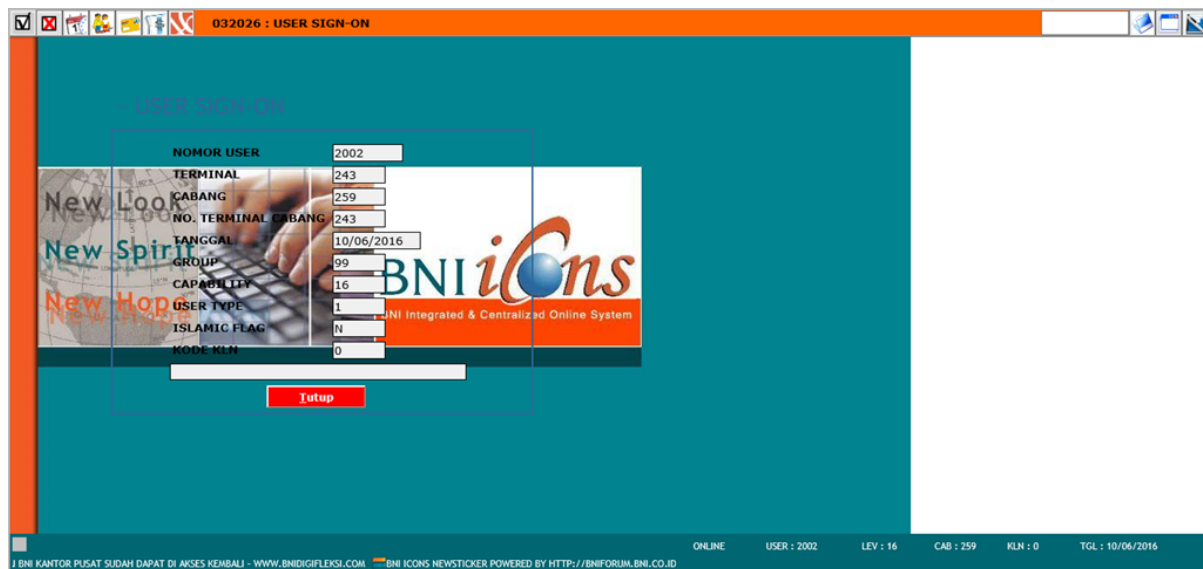 032026 : USER SIGN-ON
- USER SIGN-ON
NOMOR USER 2002
TERMINAL 243
CABANG 259
NO. TERMINAL CABANG 243
TANGGAL 10/06/2016
GROUP 99
CAPABILITY 16
USER TYPE 1
ISLAMIC FLAG N
KODE KLN 0
Tutup
New Look
New Spirit
New Hope
BNI icons
BNI Integrated & Centralized Online System
ONLINE USER : 2002 LEV : 16 CAB : 259 KLN : 0 TGL : 10/06/2016
J BNI KANTOR PUSAT SUDAH DAPAT DI AKSES KEMBALI - WWW.BNIDIGIFLEKSI.COM BNI ICONS NEWSTICKER POWERED BY HTTP://BNIFORUM.BNI.CO.ID